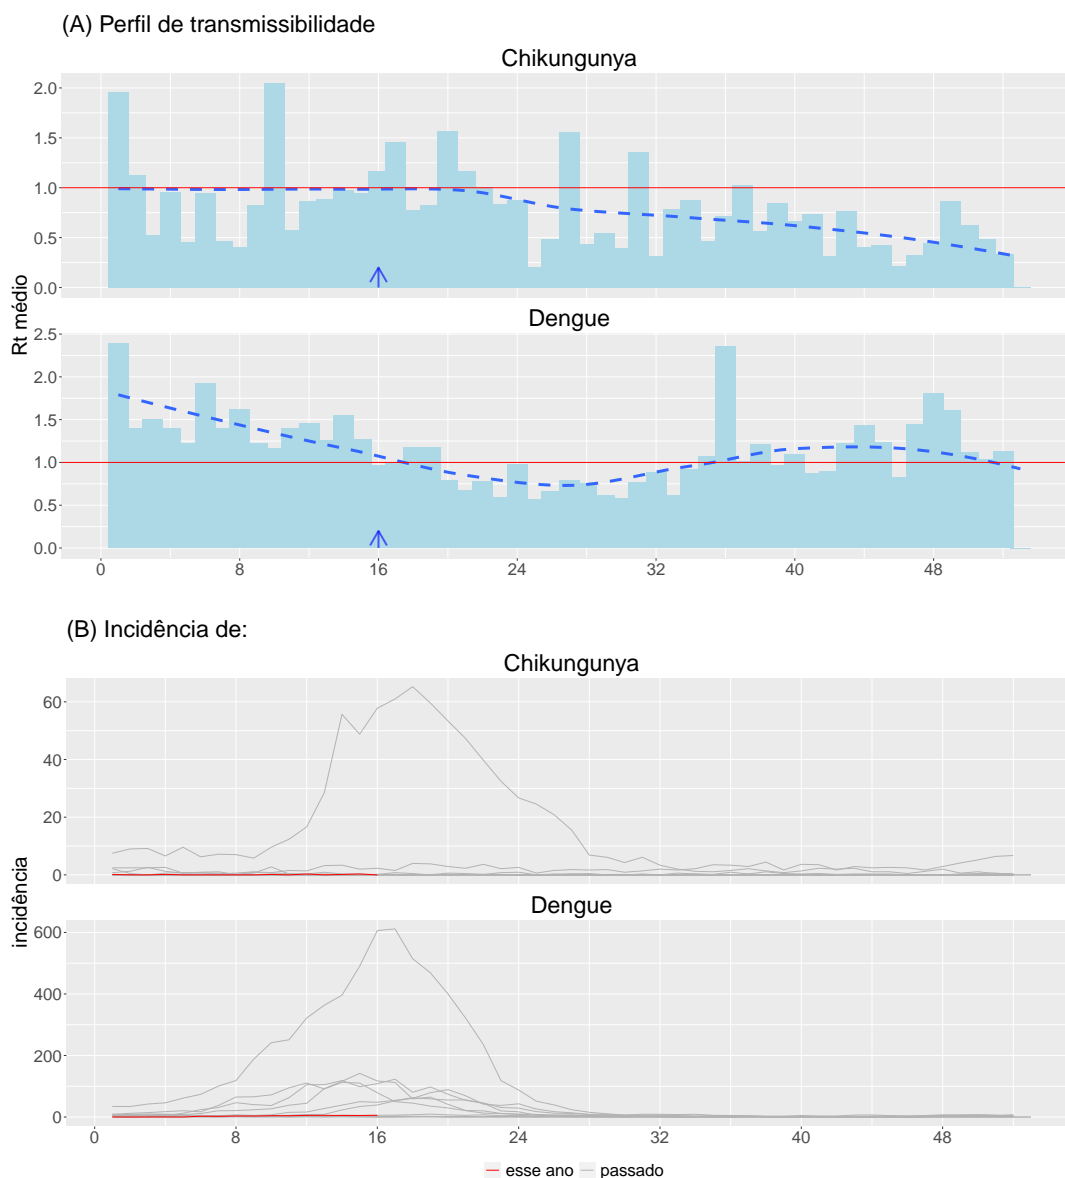 (A) Perfil de transmissibilidade
Chikungunya
2.0
1.5
1.0
0.5
0.0
Rt médio
Dengue
2.5
2.0
1.5
1.0
0.5
0.0
0 8 16 24 32 40 48
(B) Incidência de:
Chikungunya
60
40
20
0
incidência
Dengue
600
400
200
0
0 8 16 24 32 40 48
esse ano passado